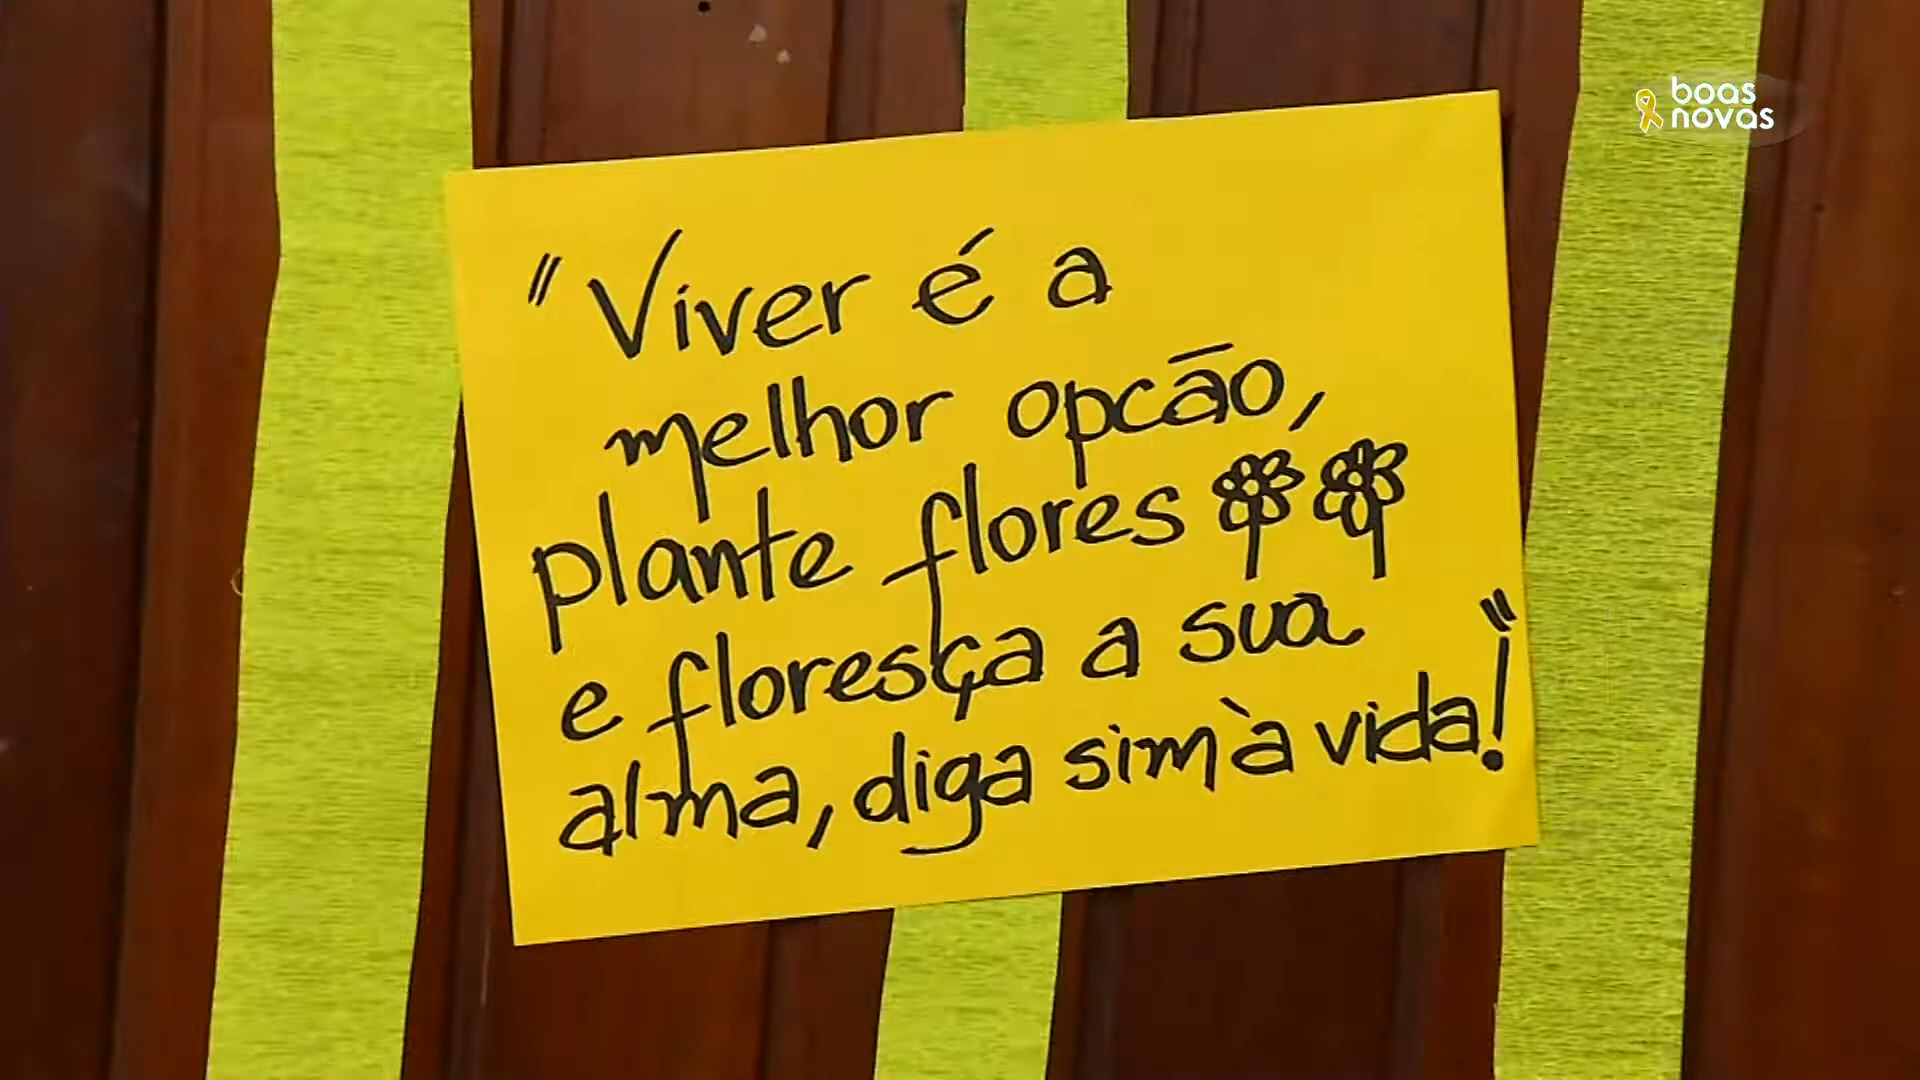 boas
novas
"Viver é a
melhor opcão,
plante flores
e floresça a sua
alma, diga sim à vida!"